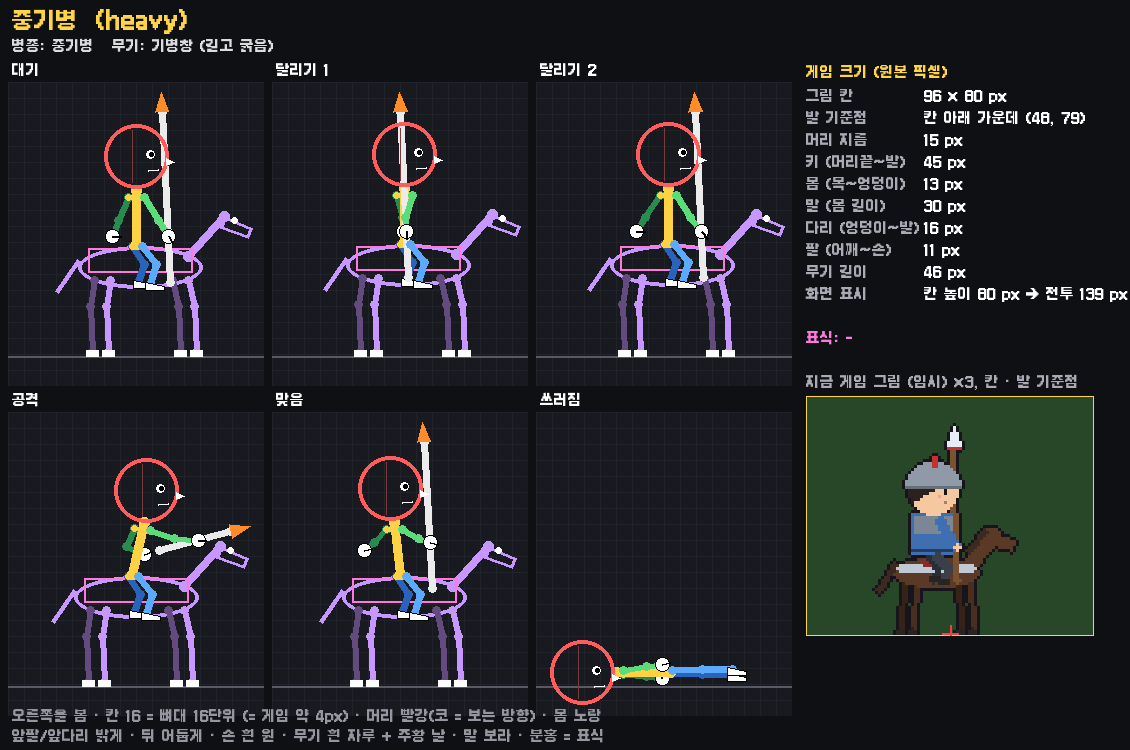 중기병 (heavy)
병종: 중기병 무기: 기병창 (길고 굵음)
대기
달리기 1
달리기 2
게임 크기 (원본 픽셀)
그림 칸 96 × 80 px
발 기준점 칸 아래 가운데 (48, 79)
머리 지름 15 px
키 (머리끝~발) 45 px
몸 (목~엉덩이) 13 px
말 (몸 길이) 30 px
다리 (엉덩이~발) 16 px
팔 (어깨~손) 11 px
무기 길이 46 px
화면 표시 칸 높이 80 px → 전투 139 px
표식: -
지금 게임 그림 (임시) ×3, 칸 · 발 기준점
공격
맞음
쓰러짐
오른쪽을 봄 · 칸 16 = 뼈대 16단위 (= 게임 약 4px) · 머리 빨강(코 = 보는 방향) · 몸 노랑
앞팔/앞다리 밝게 · 뒤 어둡게 · 손 흰 원 · 무기 흰 자루 + 주황 날 · 말 보라 · 분홍 = 표식